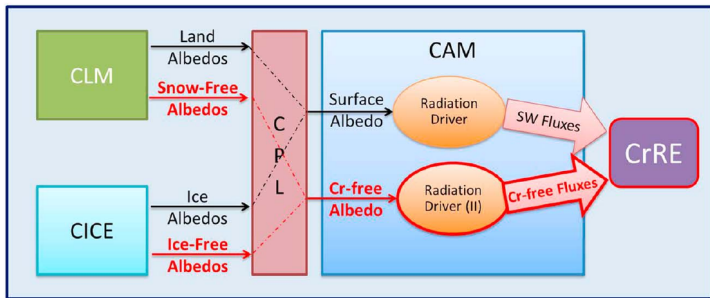 CLM
Land
Albedos
Snow-Free
Albedos
CICE
Ice
Albedos
Ice-Free
Albedos
C
P
L
CAM
Surface
Albedo
Radiation
Driver
SW Fluxes
Cr-free
Albedo
Radiation
Driver (II)
Cr-free Fluxes
CrRE